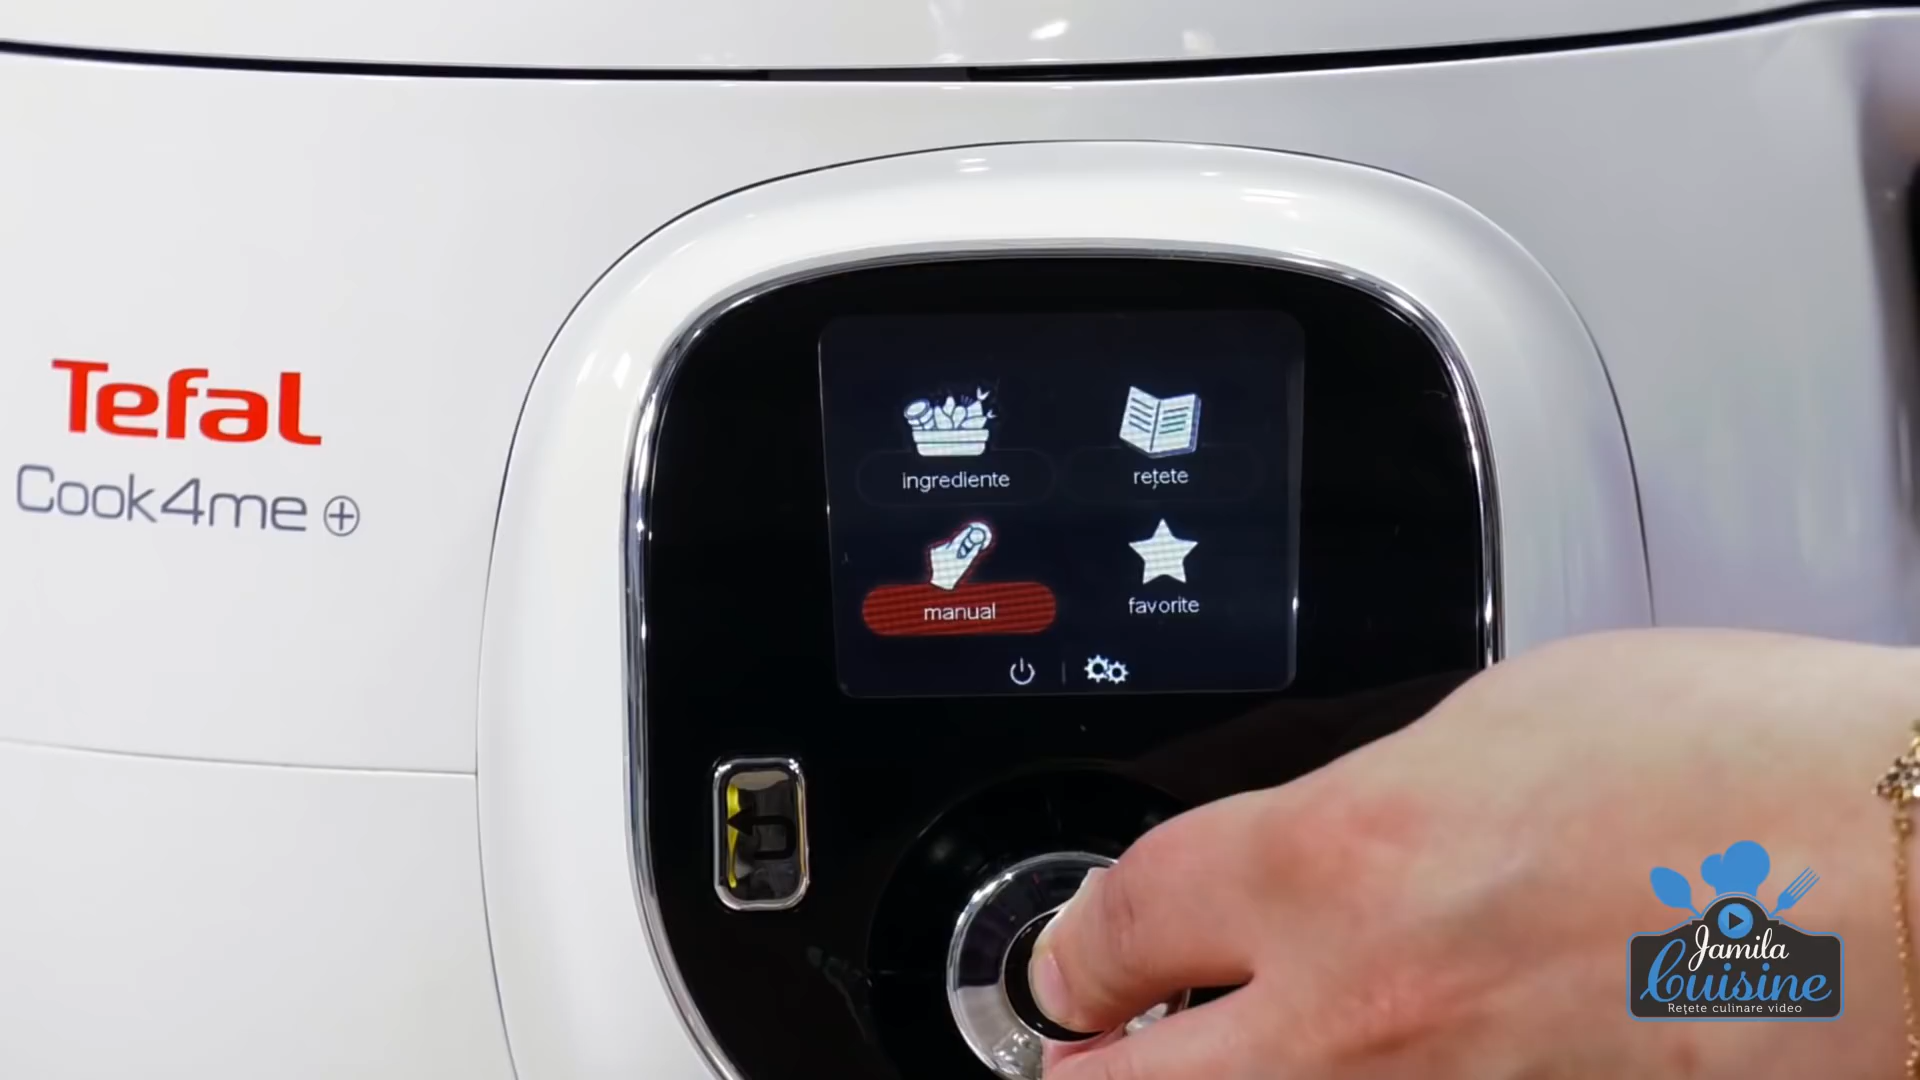 Tefal
Cook4me +
ingrediente
rețete
manual
favorite
Jamila
Cuisine
Rețete culinare video